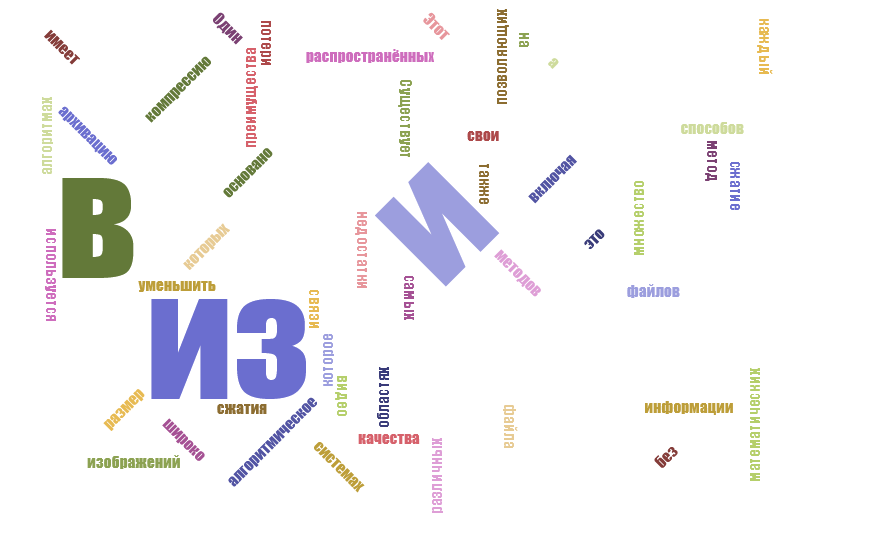 имеет
Один
потери
Этот
позволяющих
на
а
каждый
компрессию
преимущества
распространённых
Существует
алгоритмах
архивацию
основано
свои
также
включая
способов
метод
сжатие
В
используется
которых
уменьшить
недостатки
И
самых
методов
это
множество
файлов
ИЗ
связи
которое
видео
областях
размер
сжатия
широко
алгоритмическое
качества
изображений
системах
различных
файла
информации
без
математических